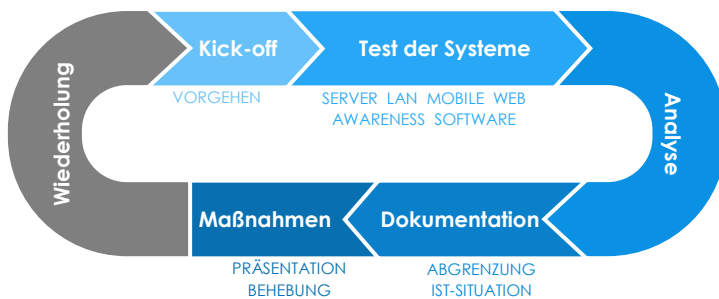 Kick-off
Test der Systeme
VORGEHEN
SERVER LAN MOBILE WEB
AWARENESS SOFTWARE
Analyse
Dokumentation
ABGRENZUNG
IST-SITUATION
Maßnahmen
PRÄSENTATION
BEHEBUNG
Wiederholung